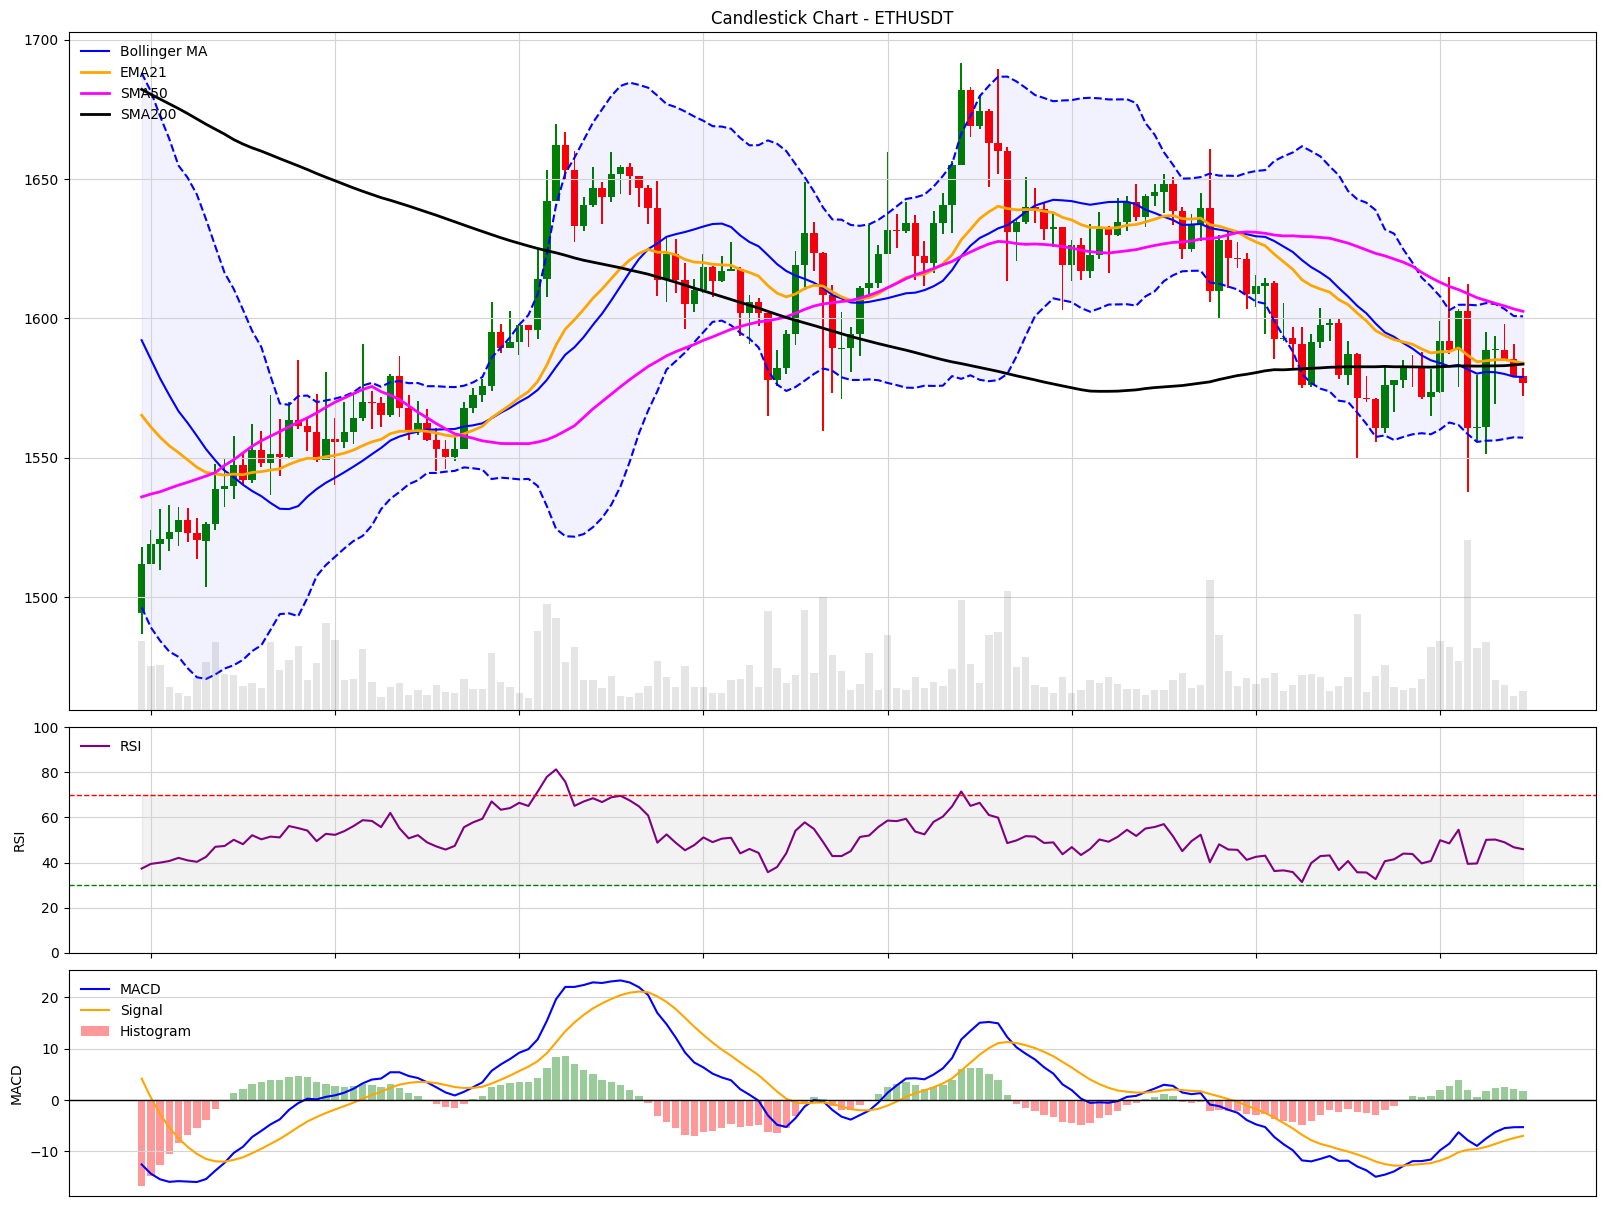 Candlestick Chart - ETHUSDT
1700
1650
1600
1550
1500
Bollinger MA
EMA21
SMA50
SMA200
100
80
60
40
20
0
RSI
RSI
20
10
0
−10
MACD
MACD
Signal
Histogram